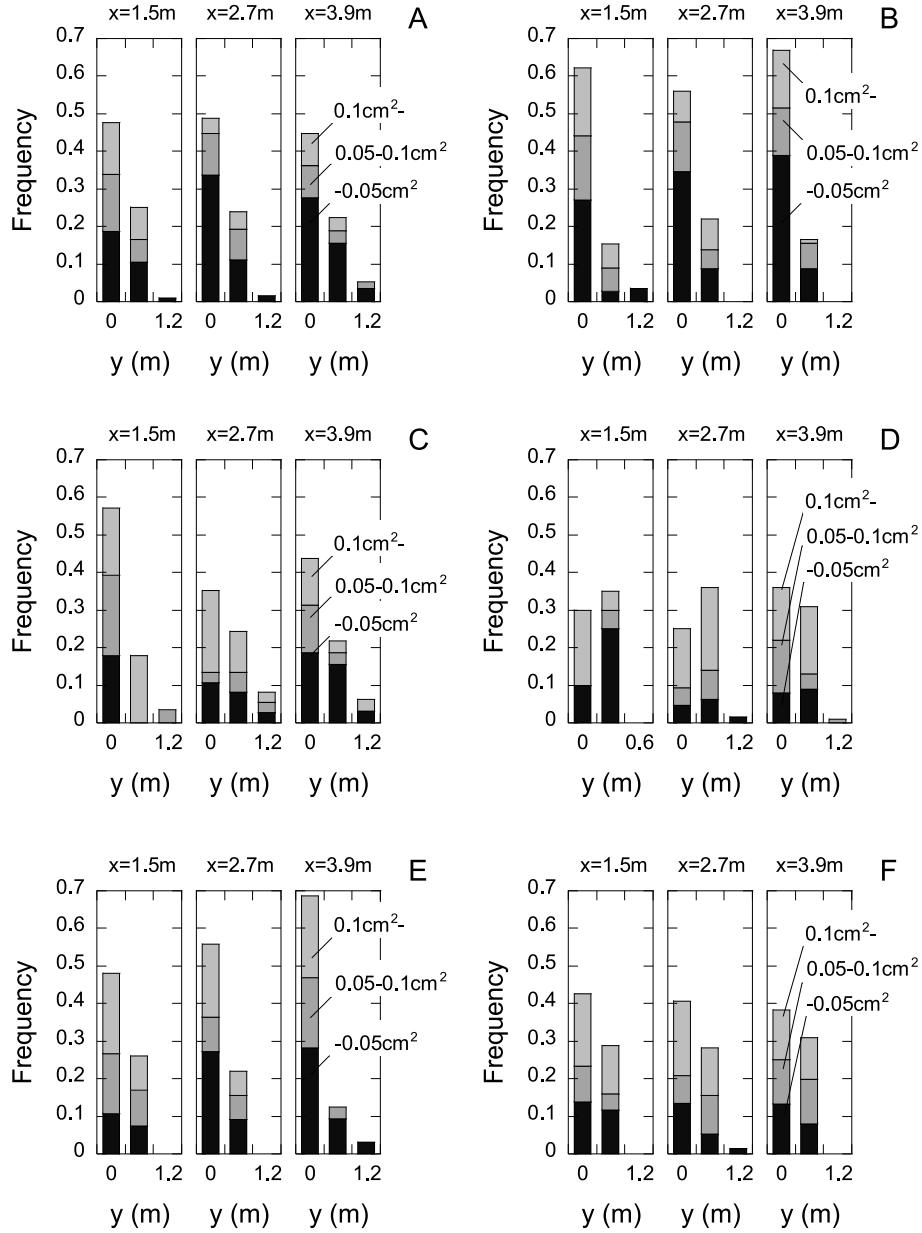 x=1.5m x=2.7m x=3.9m A
0.7
0.6
0.5
0.4
0.3
0.2
0.1
0
Frequency
0.1cm²-
0.05-0.1cm²
-0.05cm²
0 1.2 0 1.2 0 1.2
y (m) y (m) y (m)
x=1.5m x=2.7m x=3.9m B
0.7
0.6
0.5
0.4
0.3
0.2
0.1
0
Frequency
0.1cm²-
0.05-0.1cm²
-0.05cm²
0 1.2 0 1.2 0 1.2
y (m) y (m) y (m)
x=1.5m x=2.7m x=3.9m C
0.7
0.6
0.5
0.4
0.3
0.2
0.1
0
Frequency
0.1cm²-
0.05-0.1cm²
-0.05cm²
0 1.2 0 1.2 0 1.2
y (m) y (m) y (m)
x=1.5m x=2.7m x=3.9m D
0.7
0.6
0.5
0.4
0.3
0.2
0.1
0
Frequency
0.1cm²-
0.05-0.1cm²
-0.05cm²
0 0.6 0 1.2 0 1.2
y (m) y (m) y (m)
x=1.5m x=2.7m x=3.9m E
0.7
0.6
0.5
0.4
0.3
0.2
0.1
0
Frequency
0.1cm²-
0.05-0.1cm²
-0.05cm²
0 1.2 0 1.2 0 1.2
y (m) y (m) y (m)
x=1.5m x=2.7m x=3.9m F
0.7
0.6
0.5
0.4
0.3
0.2
0.1
0
Frequency
0.1cm²-
0.05-0.1cm²
-0.05cm²
0 1.2 0 1.2 0 1.2
y (m) y (m) y (m)